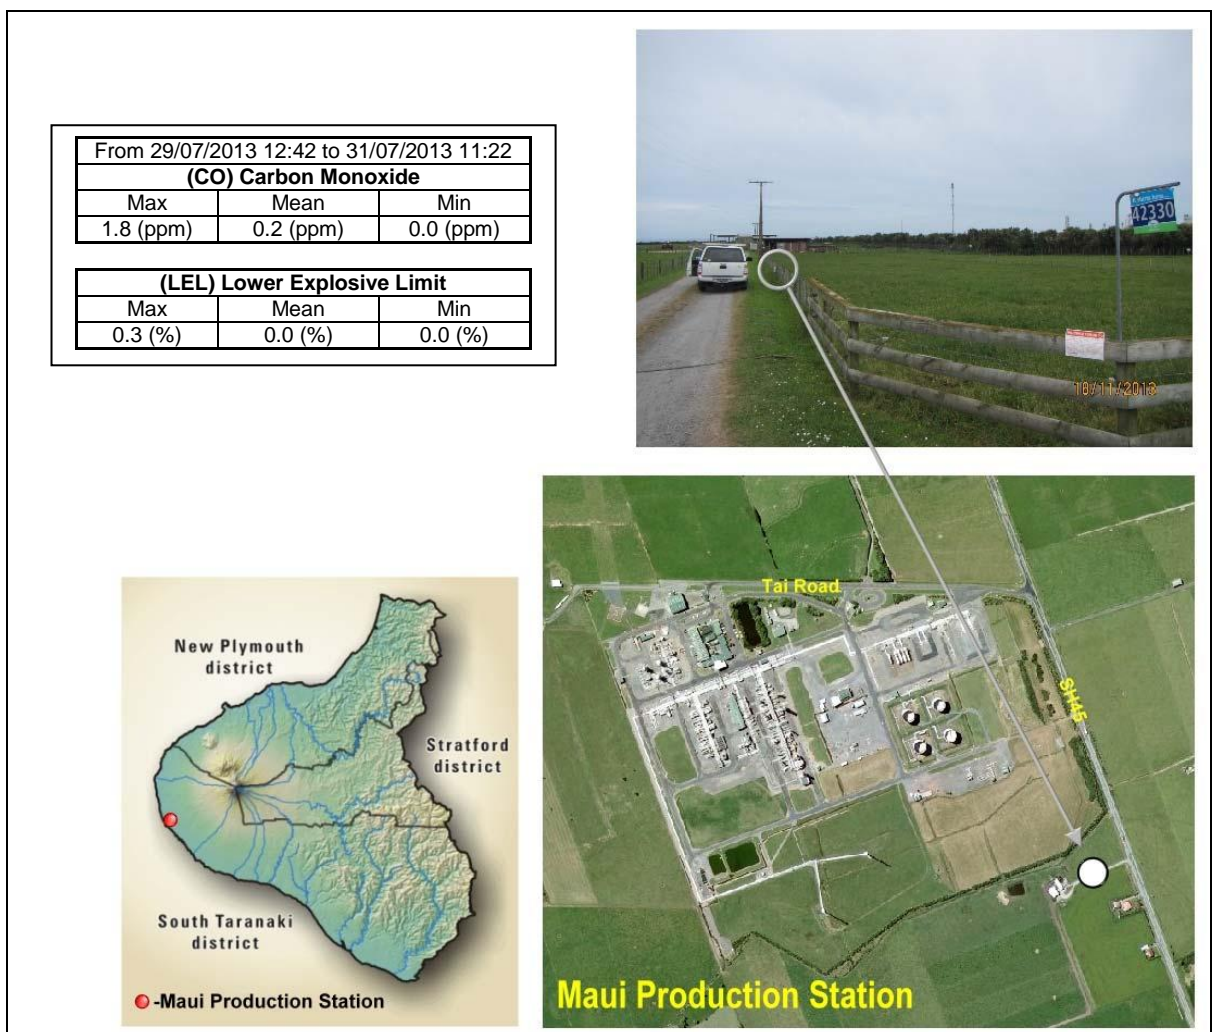 From 29/07/2013 12:42 to 31/07/2013 11:22
(CO) Carbon Monoxide
Max Mean Min
1.8 (ppm) 0.2 (ppm) 0.0 (ppm)
(LEL) Lower Explosive Limit
Max Mean Min
0.3 (%) 0.0 (%) 0.0 (%)
42330
18/11/2013
Tai Road
SH45
Maui Production Station
New Plymouth
district
Stratford
district
South Taranaki
district
-Maui Production Station